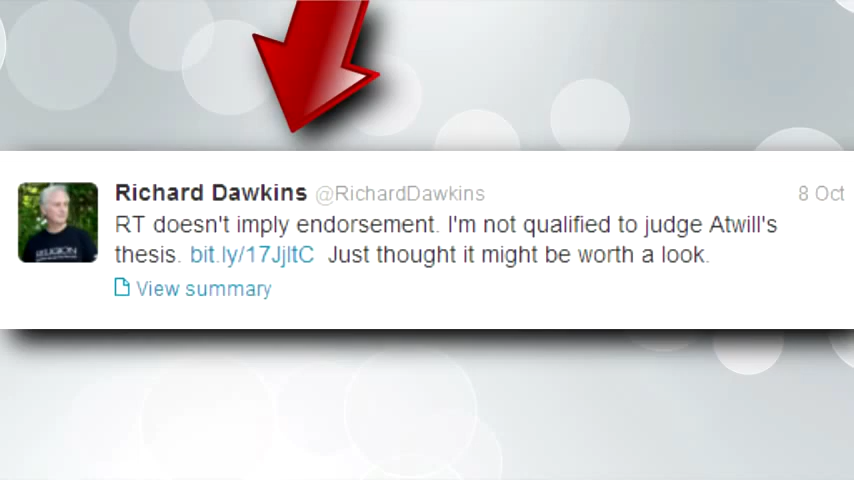 Richard Dawkins @RichardDawkins 8 Oct
RT doesn't imply endorsement. I'm not qualified to judge Atwill's
thesis. bit.ly/17JjltC Just thought it might be worth a look.
View summary
RELIGION